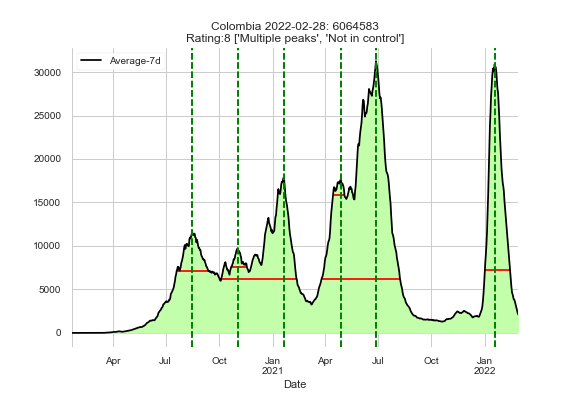 Colombia 2022-02-28: 6064583
Rating:8 ['Multiple peaks', 'Not in control']
Average-7d
30000
25000
20000
15000
10000
5000
0
Apr Jul Oct Jan Apr Jul Oct Jan
2021 2022
Date